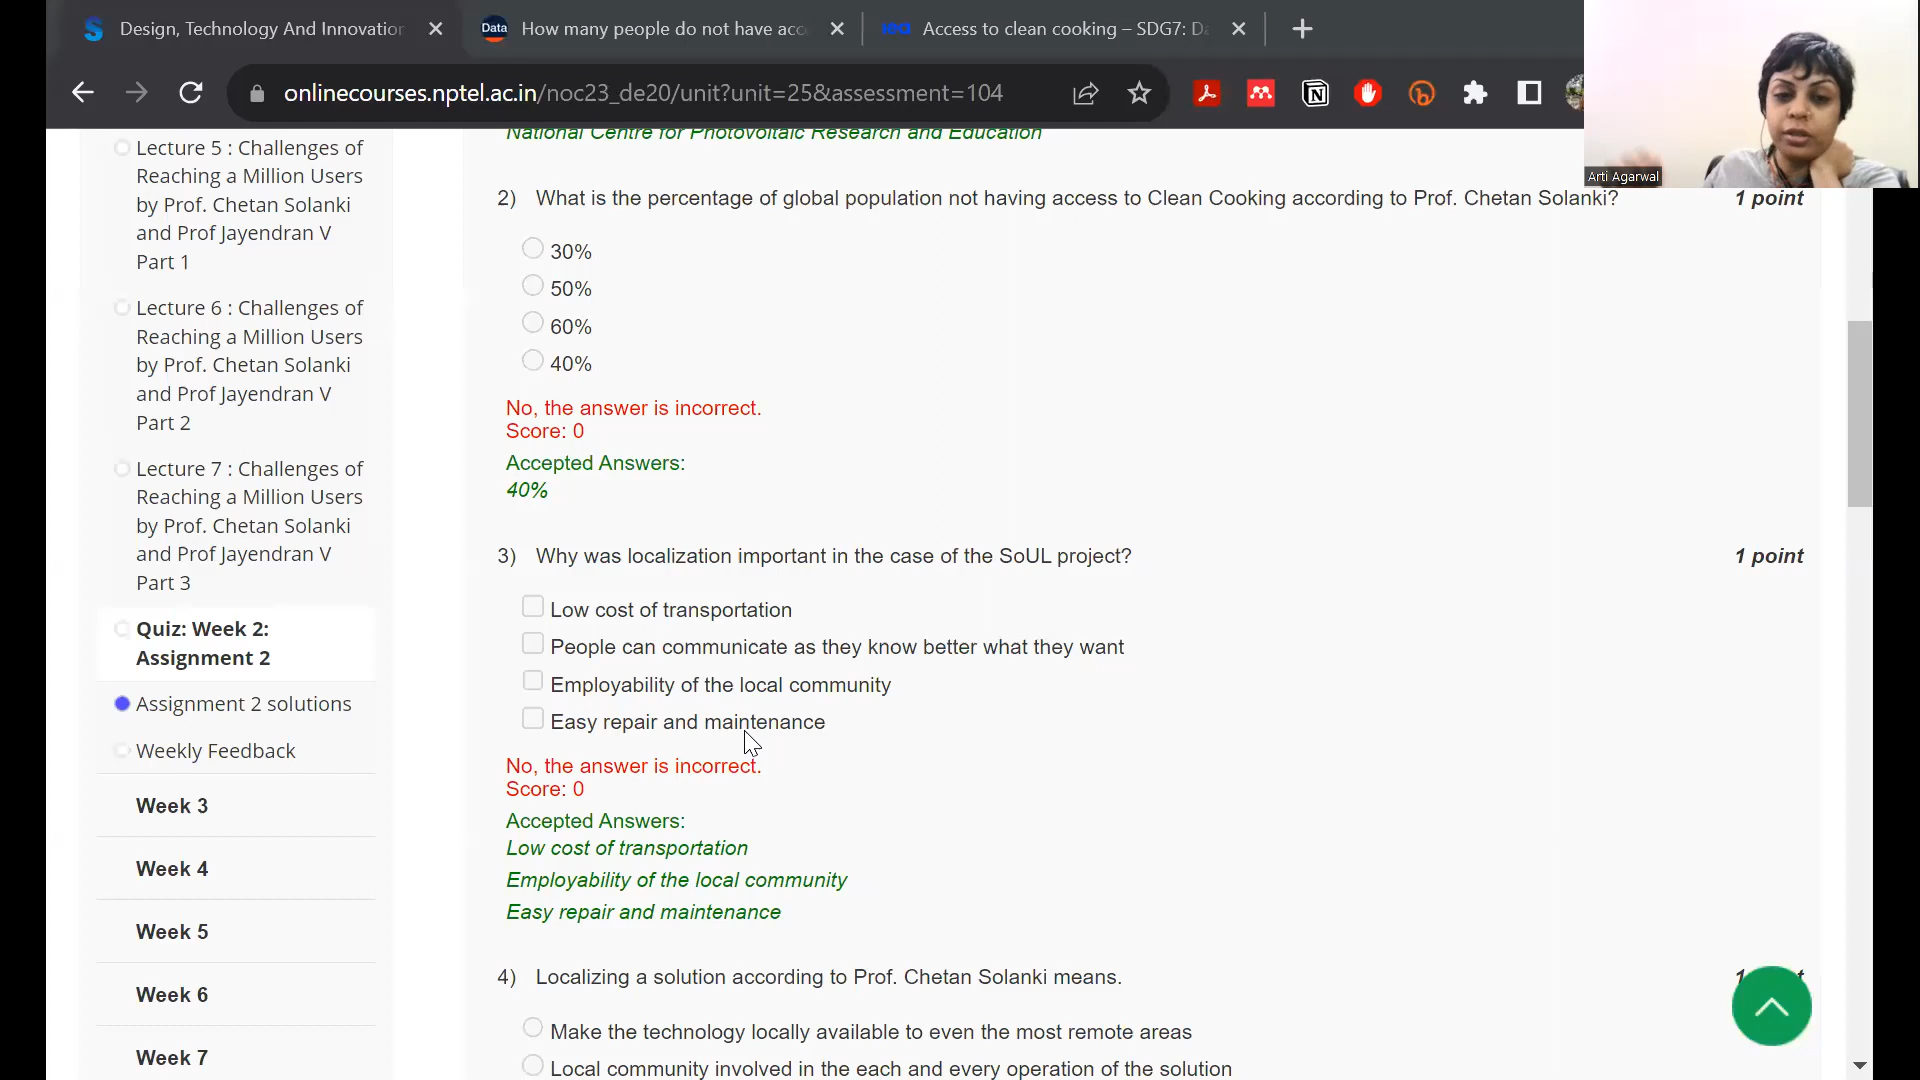 Design, Technology And Innovation
Data
How many people do not have acc
Access to clean cooking – SDG7: Da
onlinecourses.nptel.ac.in/noc23_de20/unit?unit=25&assessment=104
Arti Agarwal
Lecture 5 : Challenges of
Reaching a Million Users
by Prof. Chetan Solanki
and Prof Jayendran V
Part 1
Lecture 6 : Challenges of
Reaching a Million Users
by Prof. Chetan Solanki
and Prof Jayendran V
Part 2
Lecture 7 : Challenges of
Reaching a Million Users
by Prof. Chetan Solanki
and Prof Jayendran V
Part 3
Quiz: Week 2:
Assignment 2
Assignment 2 solutions
Weekly Feedback
Week 3
Week 4
Week 5
Week 6
Week 7
National Centre for Photovoltaic Research and Education
2) What is the percentage of global population not having access to Clean Cooking according to Prof. Chetan Solanki? 1 point
30%
50%
60%
40%
No, the answer is incorrect.
Score: 0
Accepted Answers:
40%
3) Why was localization important in the case of the SoUL project? 1 point
Low cost of transportation
People can communicate as they know better what they want
Employability of the local community
Easy repair and maintenance
No, the answer is incorrect.
Score: 0
Accepted Answers:
Low cost of transportation
Employability of the local community
Easy repair and maintenance
4) Localizing a solution according to Prof. Chetan Solanki means.
Make the technology locally available to even the most remote areas
Local community involved in the each and every operation of the solution